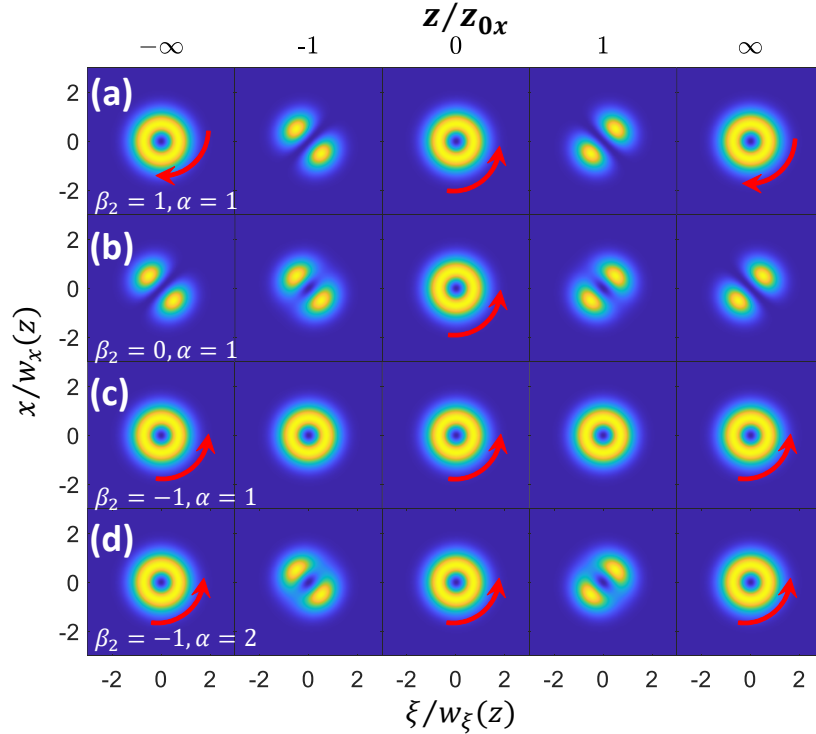 z/z₀ₓ
−∞ -1 0 1 ∞
2
(a)
0
-2
β₂ = 1, α = 1
2
(b)
0
-2
β₂ = 0, α = 1
x/wₓ(z)
2
(c)
0
-2
β₂ = −1, α = 1
2
(d)
0
-2
β₂ = −1, α = 2
-2 0 2 -2 0 2 -2 0 2 -2 0 2 -2 0 2
ξ/w_ξ(z)